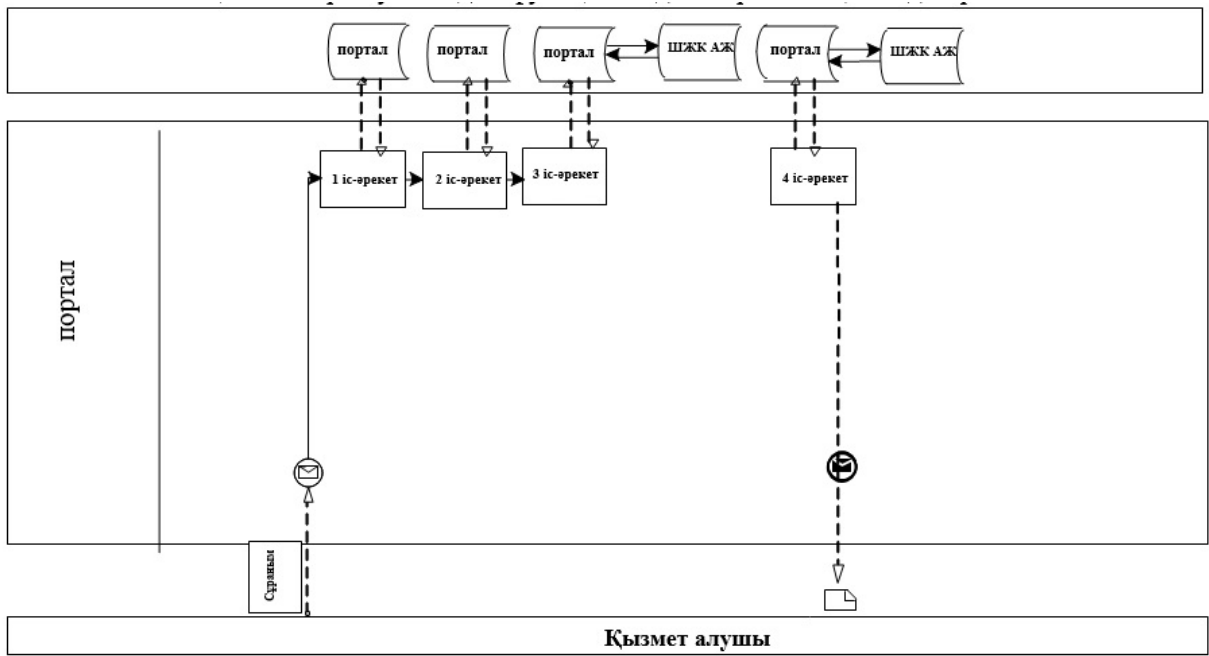 портал
портал
портал
ШЖК АЖ
портал
ШЖК АЖ
1 іс-әрекет
2 іс-әрекет
3 іс-әрекет
4 іс-әрекет
портал
Сұраным
Қызмет алушы